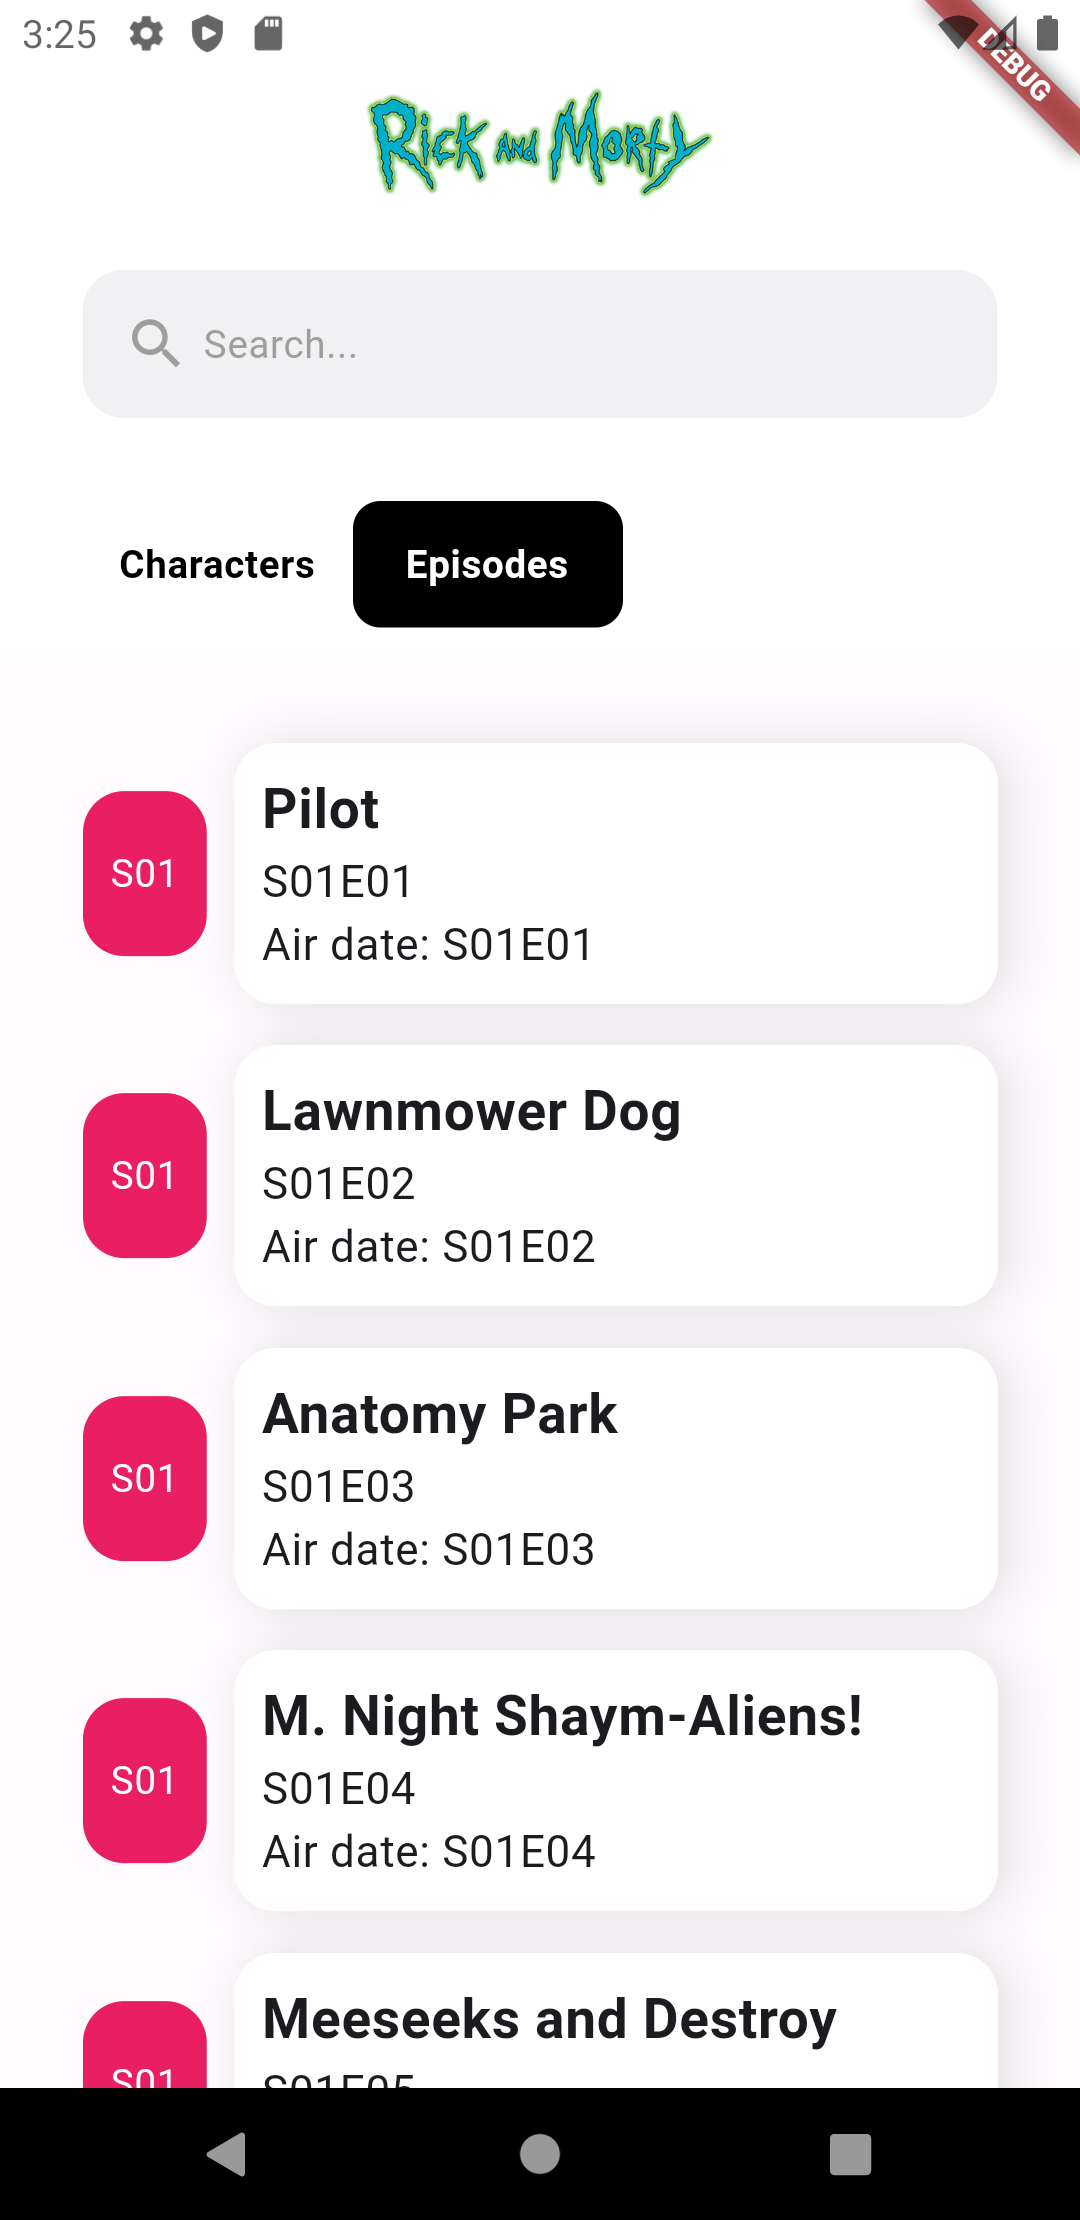 3:25
DEBUG
Rick and Morty
Search...
Characters
Episodes
S01
Pilot
S01E01
Air date: S01E01
S01
Lawnmower Dog
S01E02
Air date: S01E02
S01
Anatomy Park
S01E03
Air date: S01E03
S01
M. Night Shaym-Aliens!
S01E04
Air date: S01E04
S01
Meeseeks and Destroy
S01E05